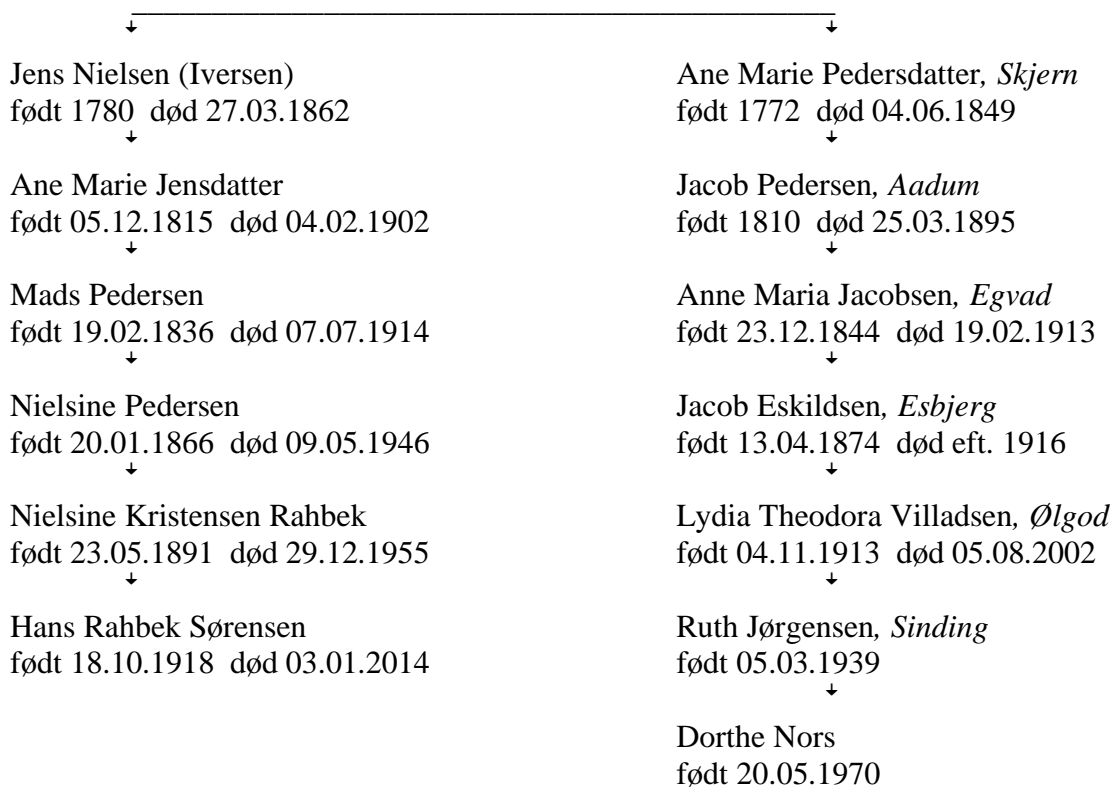 Jens Nielsen (Iversen)
født 1780 død 27.03.1862
Ane Marie Jensdatter
født 05.12.1815 død 04.02.1902
Mads Pedersen
født 19.02.1836 død 07.07.1914
Nielsine Pedersen
født 20.01.1866 død 09.05.1946
Nielsine Kristensen Rahbek
født 23.05.1891 død 29.12.1955
Hans Rahbek Sørensen
født 18.10.1918 død 03.01.2014
Ane Marie Pedersdatter, Skjern
født 1772 død 04.06.1849
Jacob Pedersen, Aadum
født 1810 død 25.03.1895
Anne Maria Jacobsen, Egvad
født 23.12.1844 død 19.02.1913
Jacob Eskildsen, Esbjerg
født 13.04.1874 død eft. 1916
Lydia Theodora Villadsen, Ølgod
født 04.11.1913 død 05.08.2002
Ruth Jørgensen, Sinding
født 05.03.1939
Dorthe Nors
født 20.05.1970